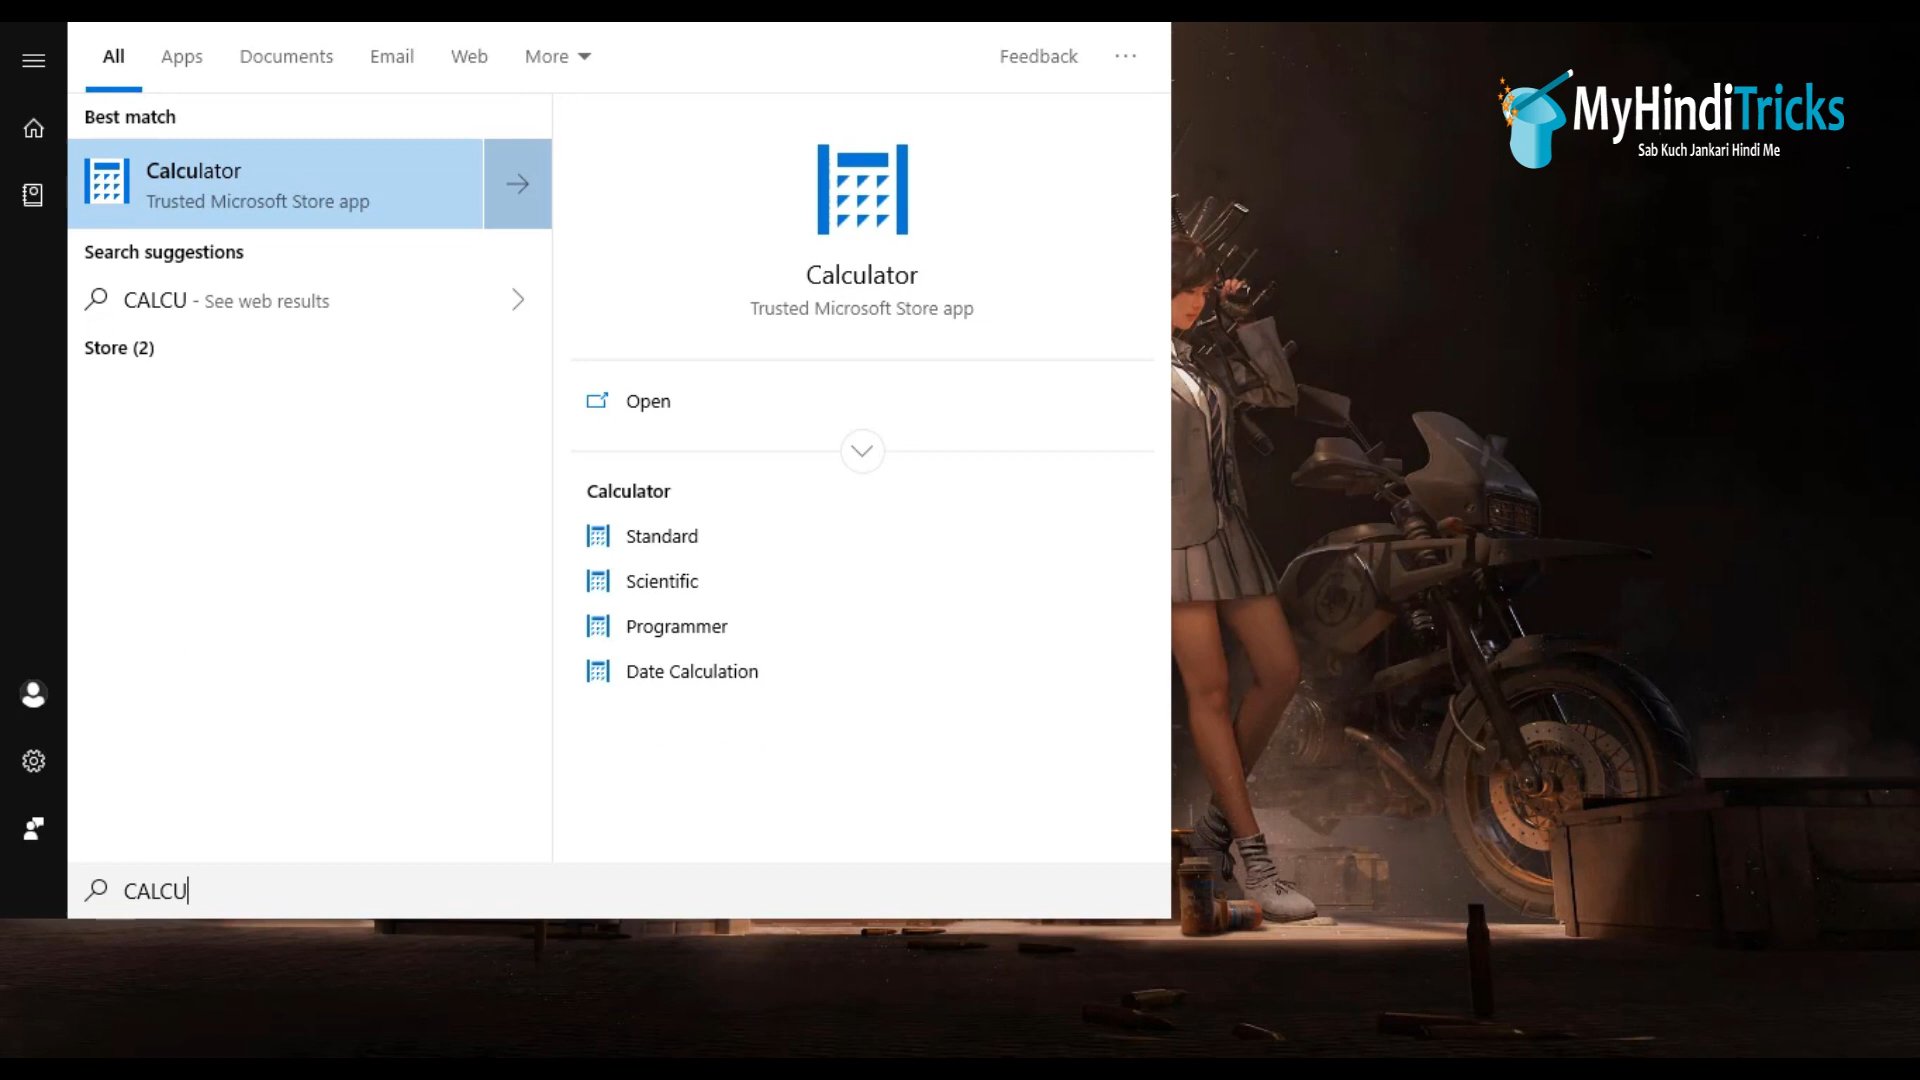 All Apps Documents Email Web More Feedback
Best match
Calculator
Trusted Microsoft Store app
Search suggestions
CALCU - See web results
Store (2)
Calculator
Trusted Microsoft Store app
Open
Calculator
Standard
Scientific
Programmer
Date Calculation
CALCU
MyHindiTricks
Sab Kuch Jankari Hindi Me